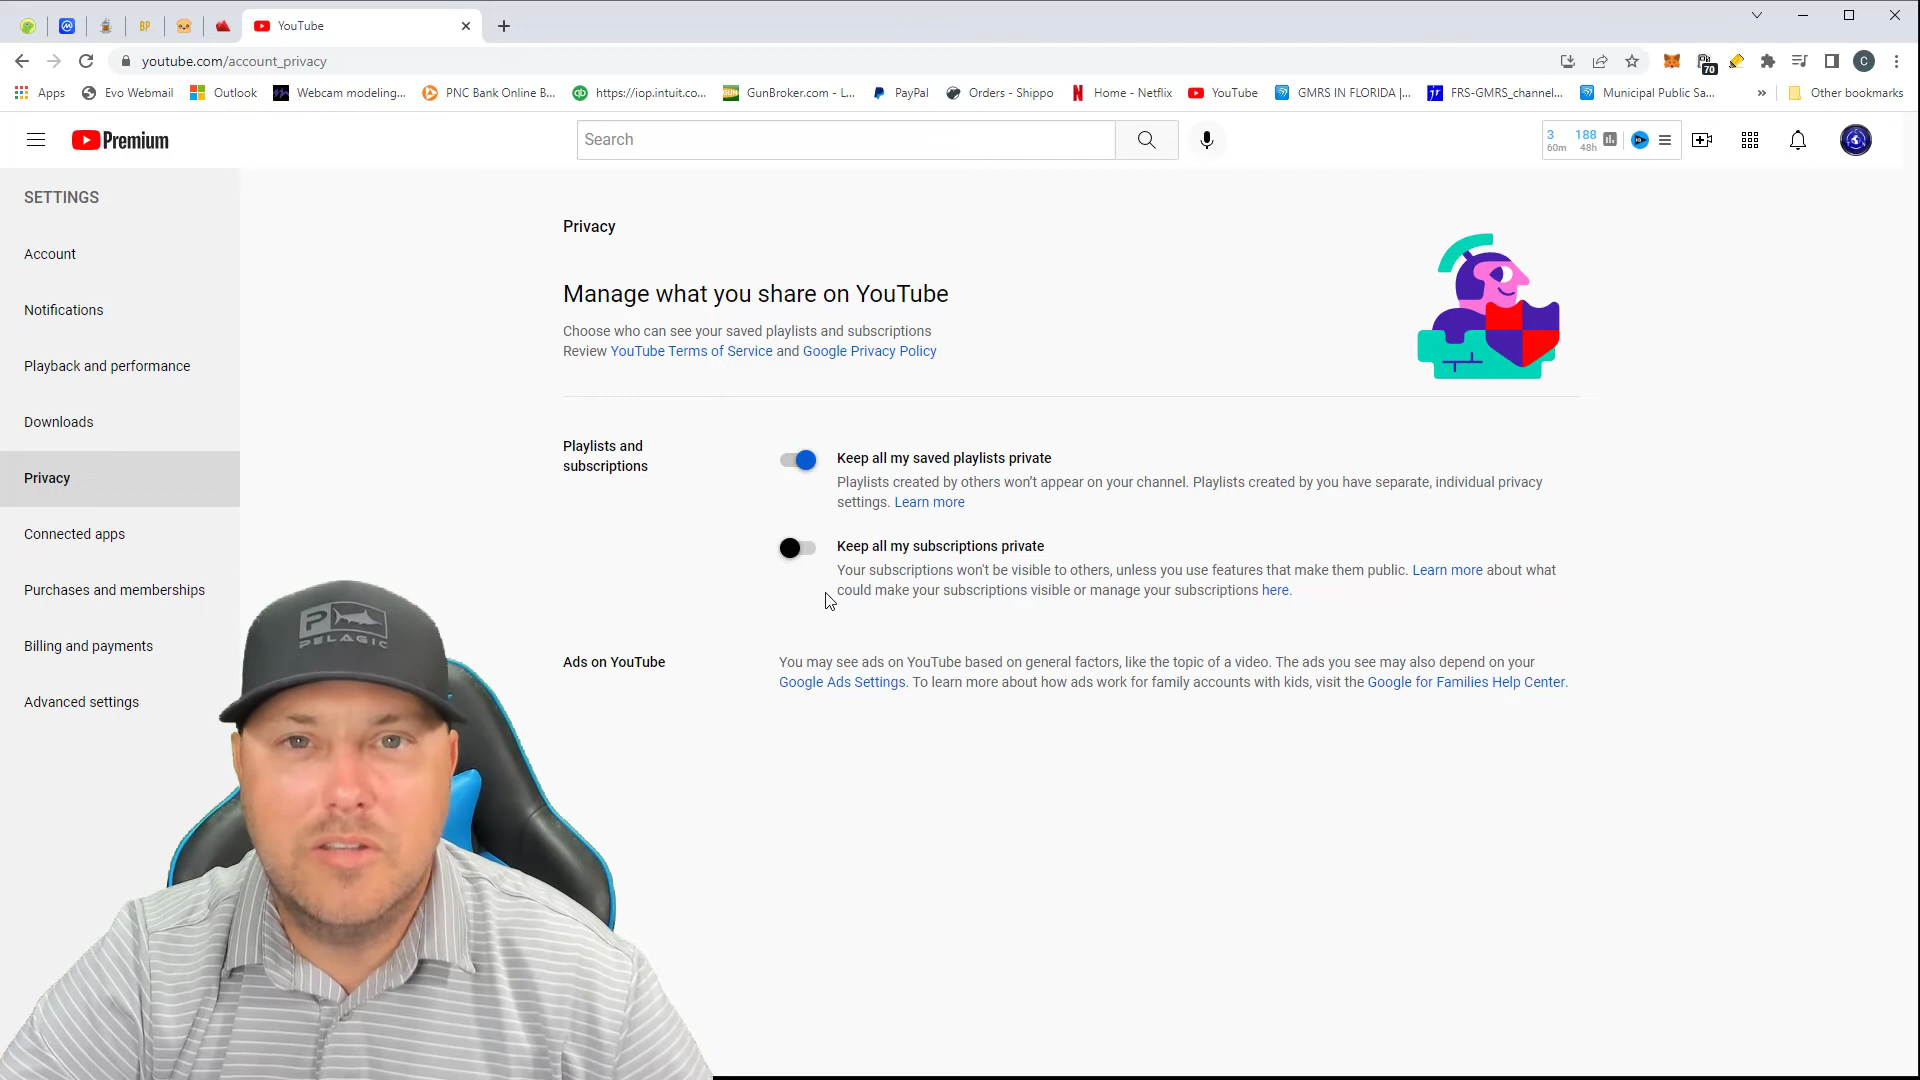 BP
YouTube
youtube.com/account_privacy
70
C
Apps
Evo Webmail
Outlook
Webcam modeling...
PNC Bank Online B...
https://iop.intuit.co...
GunBroker.com - L...
PayPal
Orders - Shippo
Home - Netflix
YouTube
GMRS IN FLORIDA |...
FRS-GMRS_channel...
Municipal Public Sa...
»
Other bookmarks
Premium
Search
3
60m
188
48h
SETTINGS
Account
Notifications
Playback and performance
Downloads
Privacy
Connected apps
Purchases and memberships
Billing and payments
Advanced settings
Privacy
Manage what you share on YouTube
Choose who can see your saved playlists and subscriptions
Review YouTube Terms of Service and Google Privacy Policy
Playlists and
subscriptions
Keep all my saved playlists private
Playlists created by others won't appear on your channel. Playlists created by you have separate, individual privacy
settings. Learn more
Keep all my subscriptions private
Your subscriptions won't be visible to others, unless you use features that make them public. Learn more about what
could make your subscriptions visible or manage your subscriptions here.
Ads on YouTube
You may see ads on YouTube based on general factors, like the topic of a video. The ads you see may also depend on your
Google Ads Settings. To learn more about how ads work for family accounts with kids, visit the Google for Families Help Center.
P
PELAGIC